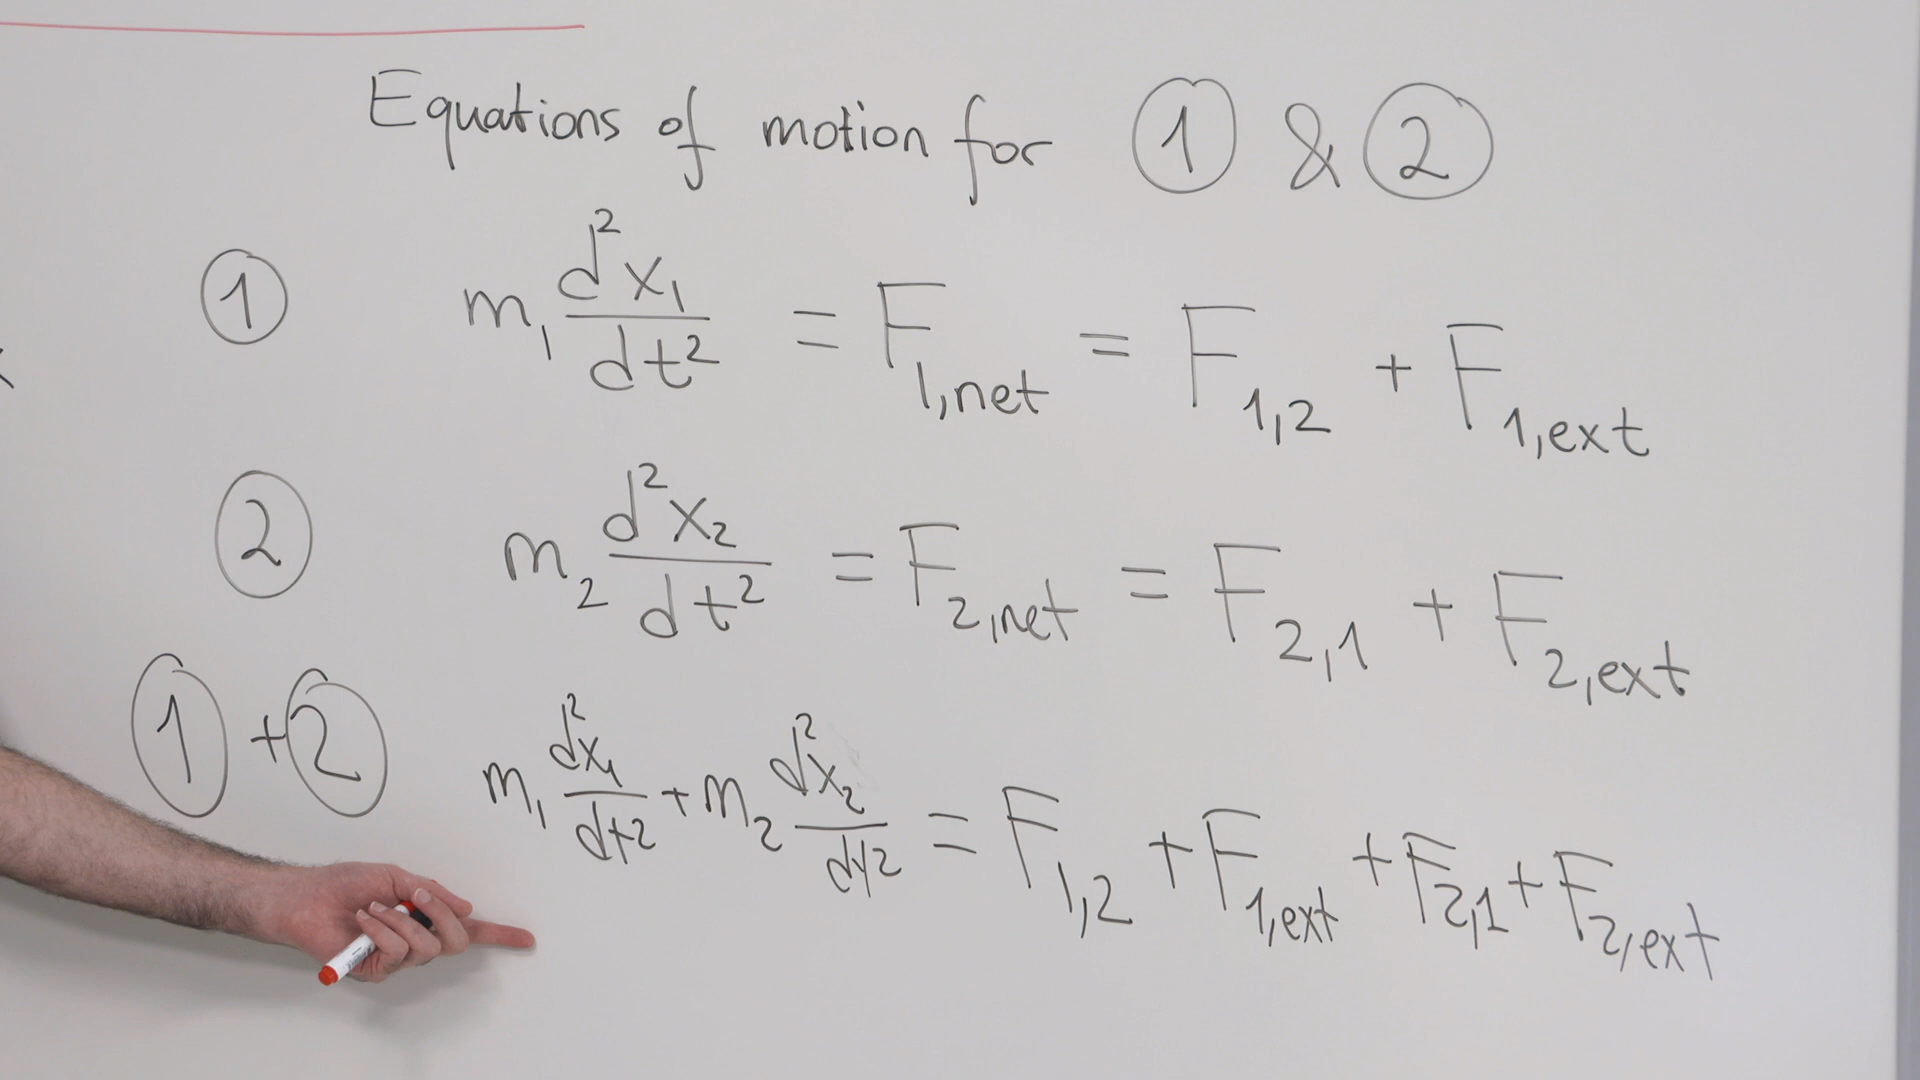 Equations of motion for ① & ②
① m₁ d²x₁/dt² = F₁,net = F₁,₂ + F₁,ext
② m₂ d²x₂/dt² = F₂,net = F₂,₁ + F₂,ext
① + ② m₁ d²x₁/dt² + m₂ d²x₂/dt² = F₁,₂ + F₁,ext + F₂,₁ + F₂,ext